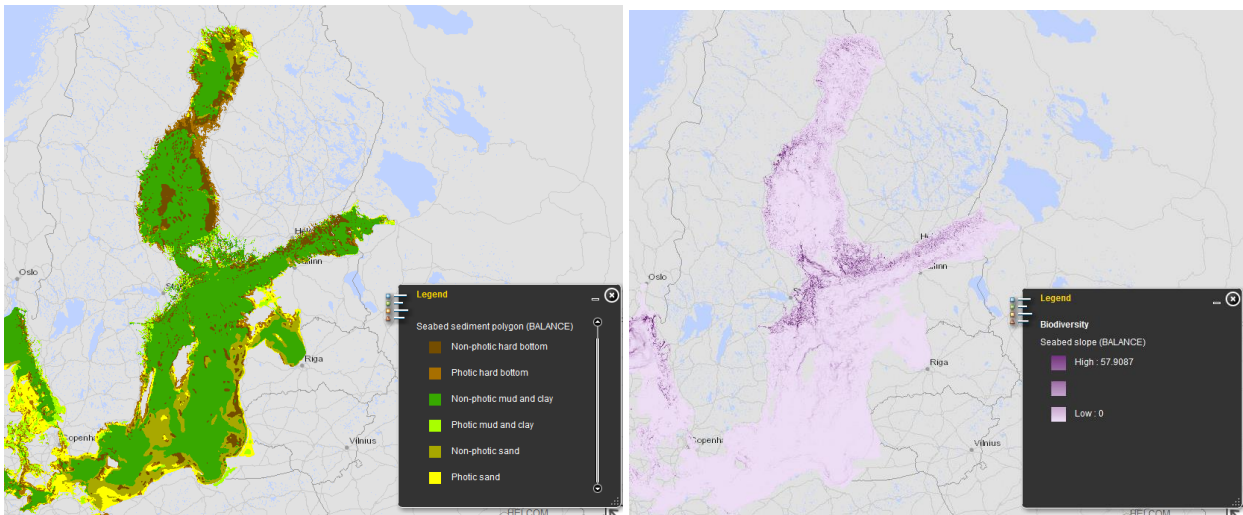 Oslo
Riga
Vilnius
Legend
Seabed sediment polygon (BALANCE)
Non-photic hard bottom
Photic hard bottom
Non-photic mud and clay
Photic mud and clay
Non-photic sand
Photic sand
HELCOM
Oslo
Riga
Vilnius
Legend
Biodiversity
Seabed slope (BALANCE)
High : 57.9087
Low : 0
HELCOM